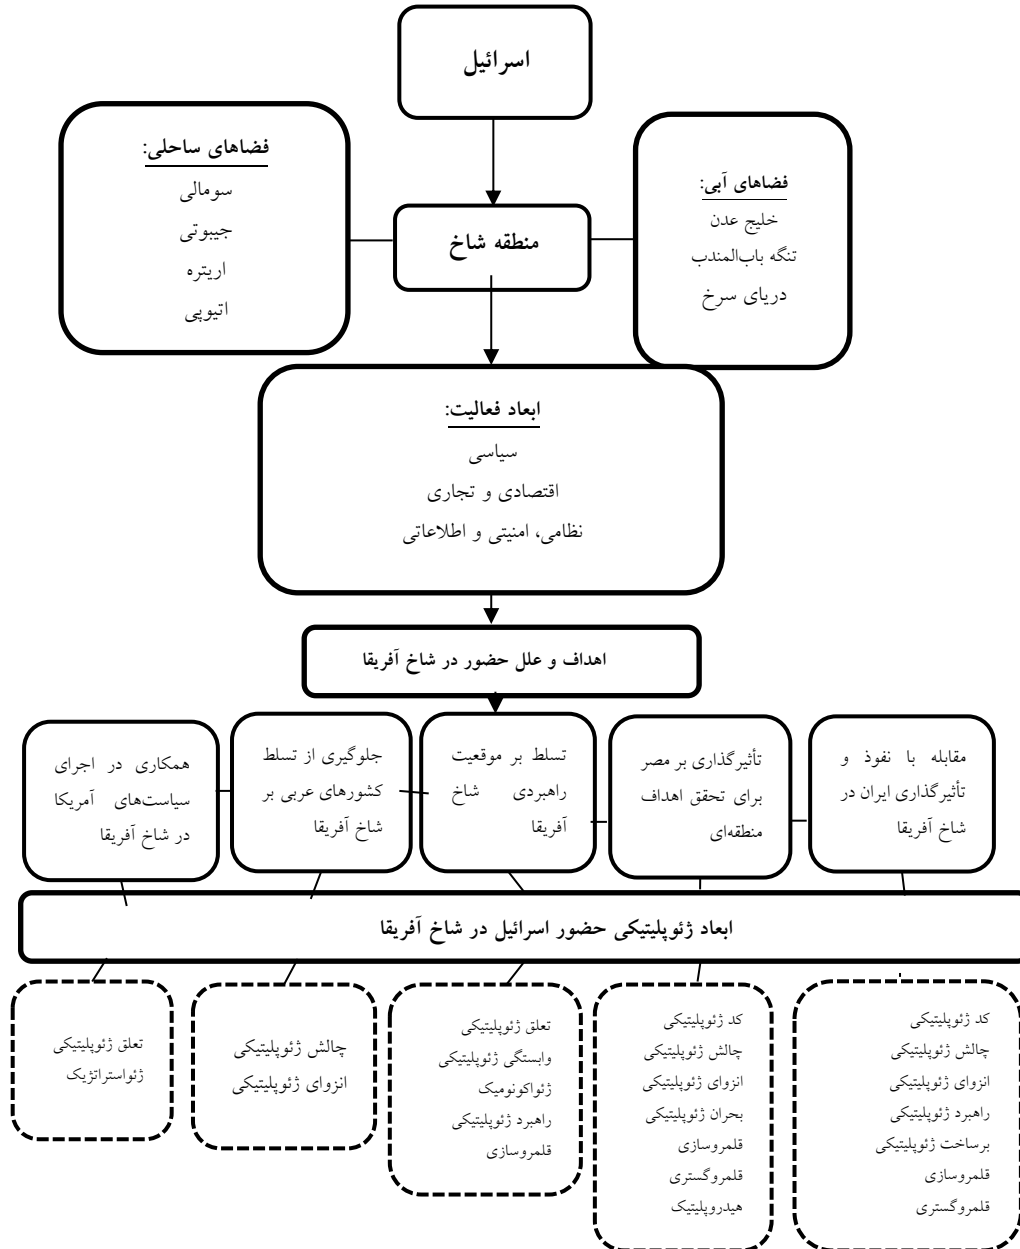 اسرائیل
فضاهای آبی:
خلیج عدن
تنگه باب‌المندب
دریای سرخ
منطقه شاخ
فضاهای ساحلی:
سومالی
جیبوتی
اریتره
اتیوپی
ابعاد فعالیت:
سیاسی
اقتصادی و تجاری
نظامی، امنیتی و اطلاعاتی
اهداف و علل حضور در شاخ آفریقا
مقابله با نفوذ و
تأثیرگذاری ایران در
شاخ آفریقا
تأثیرگذاری بر مصر
برای تحقق اهداف
منطقه‌ای
تسلط بر موقعیت
راهبردی شاخ
آفریقا
جلوگیری از تسلط
کشورهای عربی بر
شاخ آفریقا
همکاری در اجرای
سیاست‌های آمریکا
در شاخ آفریقا
ابعاد ژئوپلیتیکی حضور اسرائیل در شاخ آفریقا
کد ژئوپلیتیکی
چالش ژئوپلیتیکی
انزوای ژئوپلیتیکی
راهبرد ژئوپلیتیکی
برساخت ژئوپلیتیکی
قلمروسازی
قلمروگستری
کد ژئوپلیتیکی
چالش ژئوپلیتیکی
انزوای ژئوپلیتیکی
بحران ژئوپلیتیکی
قلمروسازی
قلمروگستری
هیدروپلیتیک
تعلق ژئوپلیتیکی
وابستگی ژئوپلیتیکی
ژئواکونومیک
راهبرد ژئوپلیتیکی
قلمروسازی
چالش ژئوپلیتیکی
انزوای ژئوپلیتیکی
تعلق ژئوپلیتیکی
ژئواستراتژیک